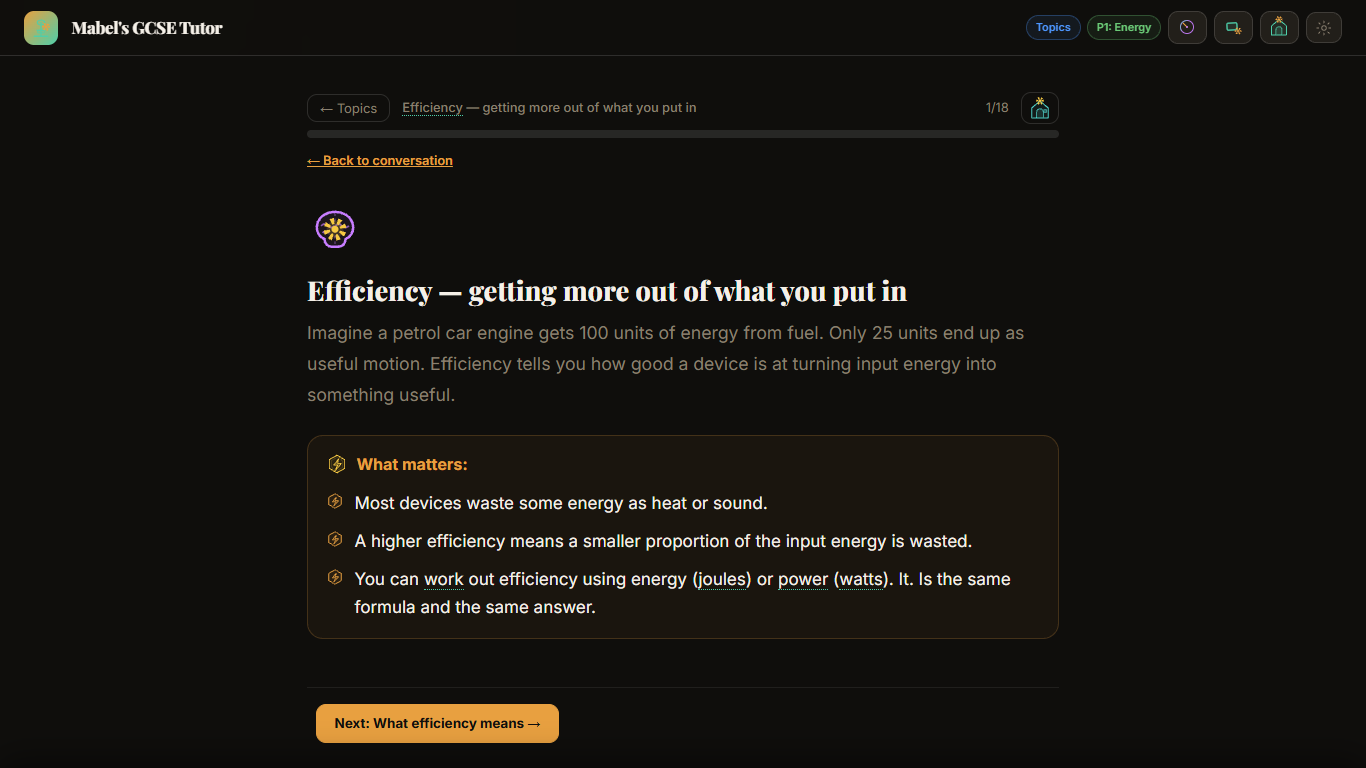 Mabel's GCSE Tutor
Topics
P1: Energy
← Topics
Efficiency — getting more out of what you put in
1/18
← Back to conversation
Efficiency — getting more out of what you put in
Imagine a petrol car engine gets 100 units of energy from fuel. Only 25 units end up as
useful motion. Efficiency tells you how good a device is at turning input energy into
something useful.
What matters:
Most devices waste some energy as heat or sound.
A higher efficiency means a smaller proportion of the input energy is wasted.
You can work out efficiency using energy (joules) or power (watts). It. Is the same
formula and the same answer.
Next: What efficiency means →